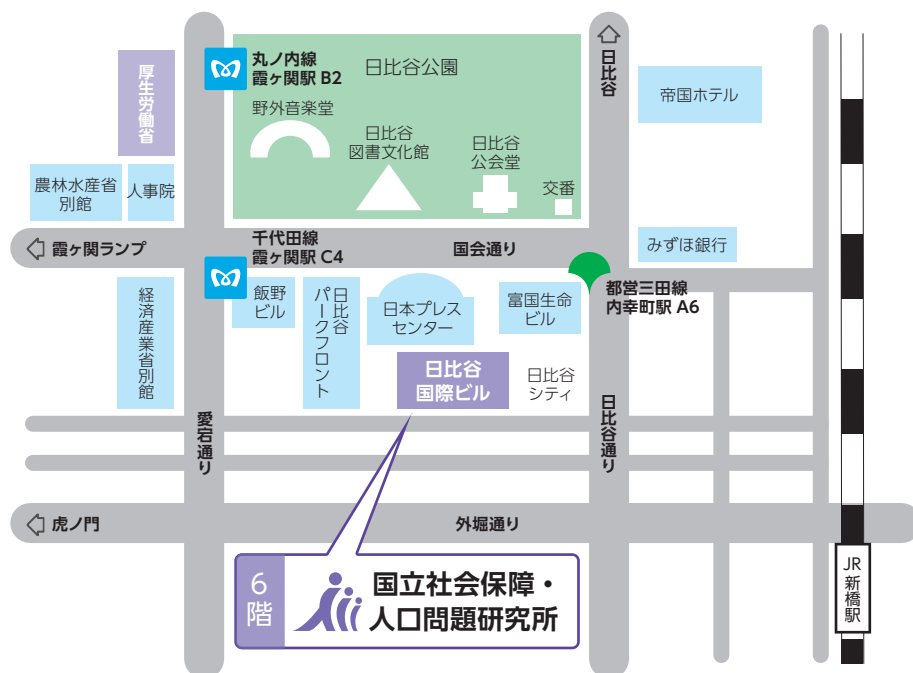 丸ノ内線
霞ヶ関駅 B2
日比谷公園
日比谷
厚生労働省
帝国ホテル
野外音楽堂
日比谷
図書文化館
日比谷
公会堂
交番
農林水産省
別館
人事院
霞ヶ関ランプ
千代田線
霞ヶ関駅 C4
国会通り
みずほ銀行
経済産業省別館
飯野
ビル
日比谷
パークフロント
日本プレス
センター
富国生命
ビル
都営三田線
内幸町駅 A6
日比谷
国際ビル
日比谷
シティ
愛宕通り
日比谷通り
虎ノ門
外堀通り
JR
新橋駅
6
階
国立社会保障・
人口問題研究所